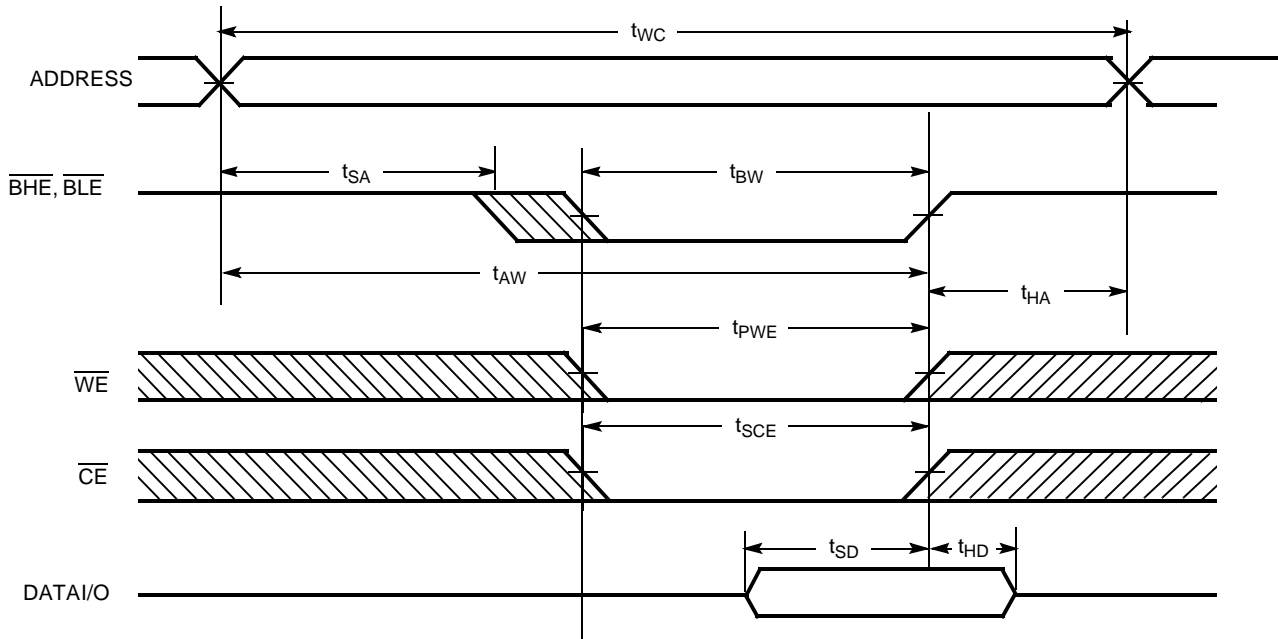 tWC
ADDRESS
tSA
tBW
BHE, BLE
tAW
tHA
tPWE
WE
tSCE
CE
tSD
tHD
DATAI/O